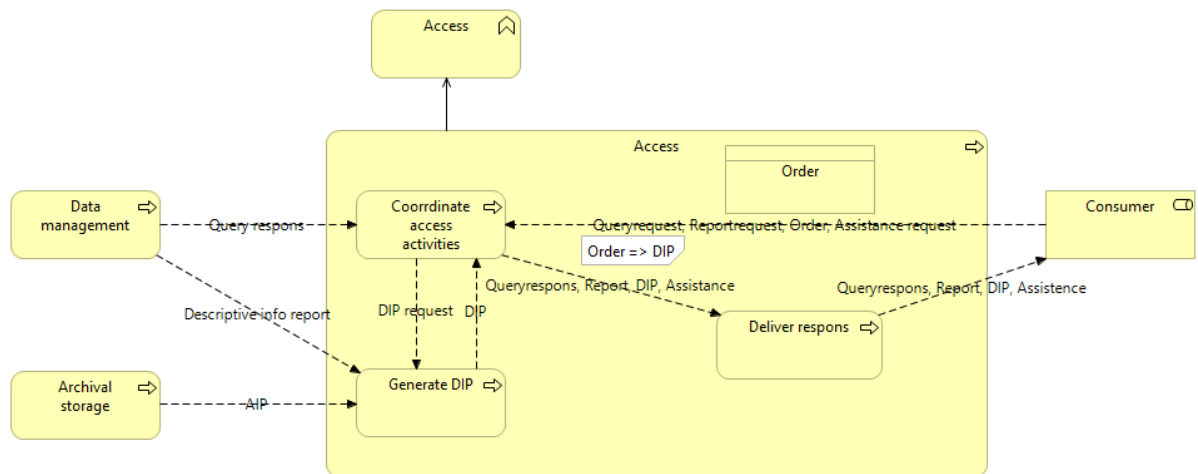 Access
Access
Order
Data
management
Query respons
Coorrdinate
access
activities
Queryrequest, Reportrequest, Order, Assistance request
Consumer
Order => DIP
Queryrespons, Report, DIP, Assistance
Queryrespons, Report, DIP, Assistence
Descriptive info report
DIP request
DIP
Deliver respons
Archival
storage
AIP
Generate DIP